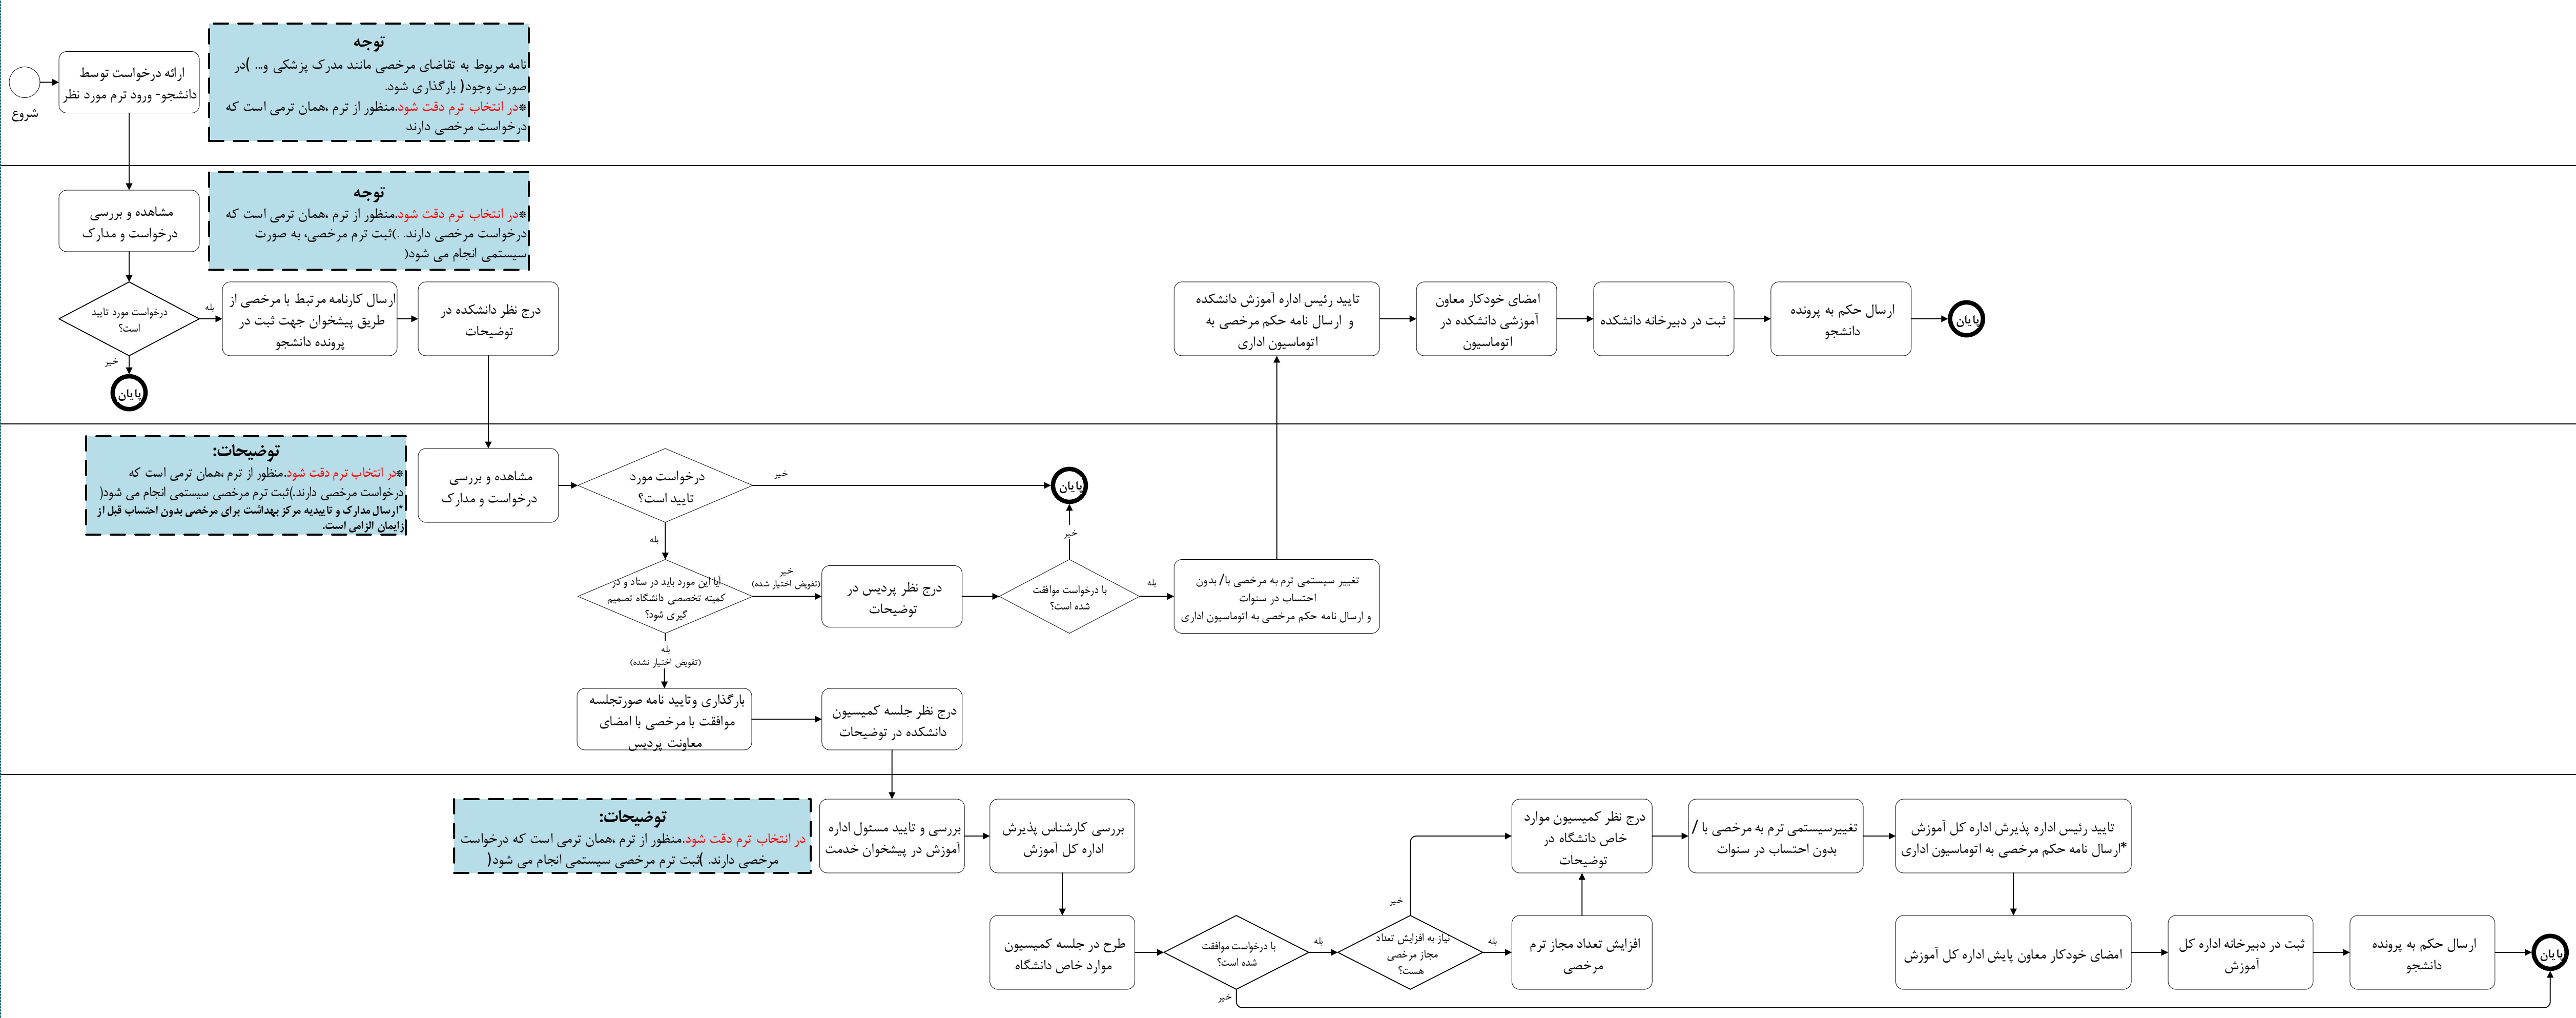 شروع
ارائه درخواست توسط
دانشجو- ورود ترم مورد نظر
توجه
نامه مربوط به تقاضای مرخصی مانند مدرک پزشکی و... )در
صورت وجود( بارگذاری شود.
*در انتخاب ترم دقت شود.منظور از ترم ،همان ترمی است که
درخواست مرخصی دارند
مشاهده و بررسی
درخواست و مدارک
توجه
*در انتخاب ترم دقت شود.منظور از ترم ،همان ترمی است که
درخواست مرخصی دارند. .)ثبت ترم مرخصی، به صورت
سیستمی انجام می شود(
درخواست مورد تایید
است؟
بله
خیر
پایان
ارسال کارنامه مرتبط با مرخصی از
طریق پیشخوان جهت ثبت در
پرونده دانشجو
درج نظر دانشکده در
توضیحات
تایید رئیس اداره آموزش دانشکده
و ارسال نامه حکم مرخصی به
اتوماسیون اداری
امضای خودکار معاون
آموزشی دانشکده در
اتوماسیون
ثبت در دبیرخانه دانشکده
ارسال حکم به پرونده
دانشجو
پایان
توضیحات:
*در انتخاب ترم دقت شود.منظور از ترم ،همان ترمی است که
درخواست مرخصی دارند.)ثبت ترم مرخصی سیستمی انجام می شود(
*ارسال مدارک و تاییدیه مرکز بهداشت برای مرخصی بدون احتساب قبل از
زایمان الزامی است.
مشاهده و بررسی
درخواست و مدارک
درخواست مورد
تایید است؟
خیر
پایان
بله
آیا این مورد باید در ستاد و در
کمیته تخصصی دانشگاه تصمیم
گیری شود؟
خیر
(تفویض اختیار شده)
درج نظر پردیس در
توضیحات
با درخواست موافقت
شده است؟
خیر
بله
تغییر سیستمی ترم به مرخصی با/ بدون
احتساب در سنوات
و ارسال نامه حکم مرخصی به اتوماسیون اداری
بله
(تفویض اختیار نشده)
بارگذاری و تایید نامه صورتجلسه
موافقت با مرخصی با امضای
معاونت پردیس
درج نظر جلسه کمیسیون
دانشکده در توضیحات
توضیحات:
در انتخاب ترم دقت شود.منظور از ترم ،همان ترمی است که درخواست
مرخصی دارند. )ثبت ترم مرخصی سیستمی انجام می شود(
بررسی و تایید مسئول اداره
آموزش در پیشخوان خدمت
بررسی کارشناس پذیرش
اداره کل آموزش
طرح در جلسه کمیسیون
موارد خاص دانشگاه
با درخواست موافقت
شده است؟
بله
خیر
نیاز به افزایش تعداد
مجاز مرخصی
هست؟
خیر
بله
افزایش تعداد مجاز ترم
مرخصی
درج نظر کمیسیون موارد
خاص دانشگاه در
توضیحات
تغییرسیستمی ترم به مرخصی با /
بدون احتساب در سنوات
تایید رئیس اداره پذیرش اداره کل آموزش
*ارسال نامه حکم مرخصی به اتوماسیون اداری
امضای خودکار معاون پایش اداره کل آموزش
ثبت در دبیرخانه اداره کل
آموزش
ارسال حکم به پرونده
دانشجو
پایان